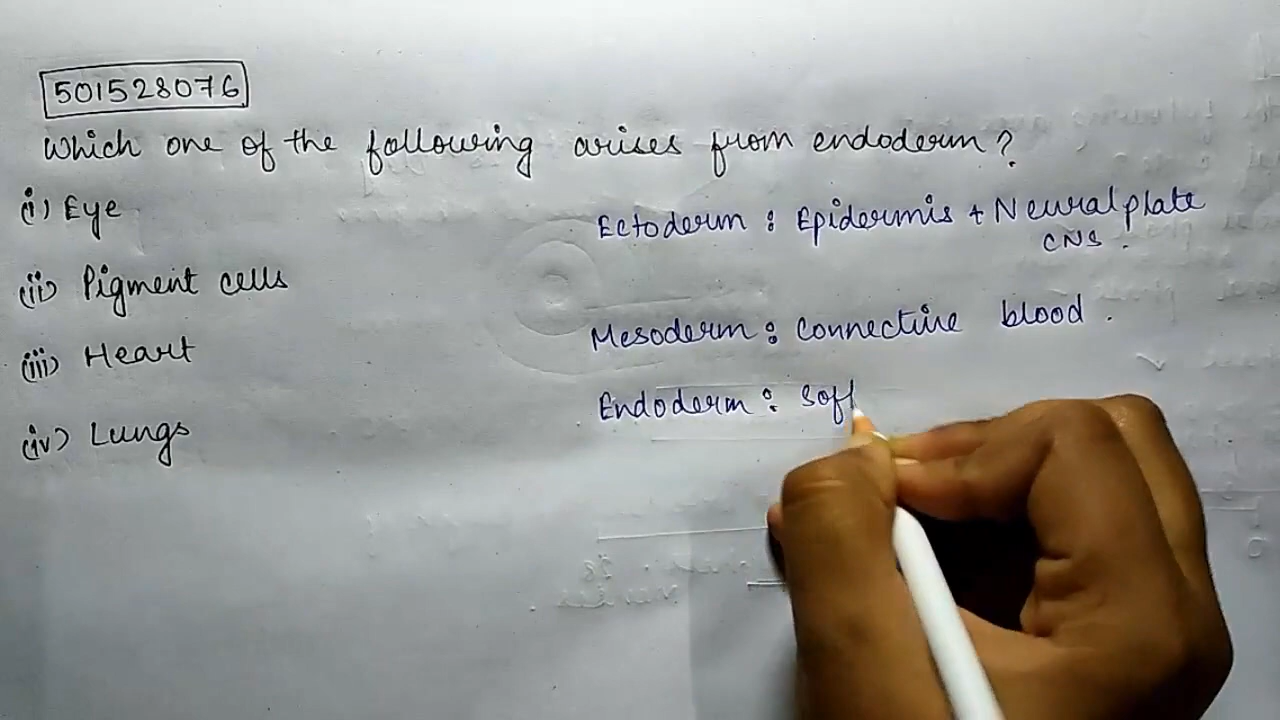 501528076
Which one of the following arises from endoderm?
(i) Eye
(ii) Pigment cells
(iii) Heart
(iv) Lungs
Ectoderm : Epidermis + Neural plate
CNS .
Mesoderm : Connective blood .
Endoderm : Soft